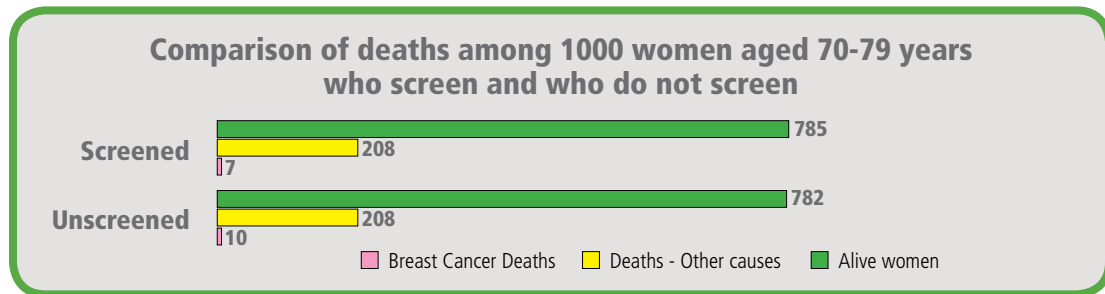 Comparison of deaths among 1000 women aged 70-79 years
who screen and who do not screen
785
Screened
208
7
782
Unscreened
208
10
Breast Cancer Deaths Deaths - Other causes Alive women